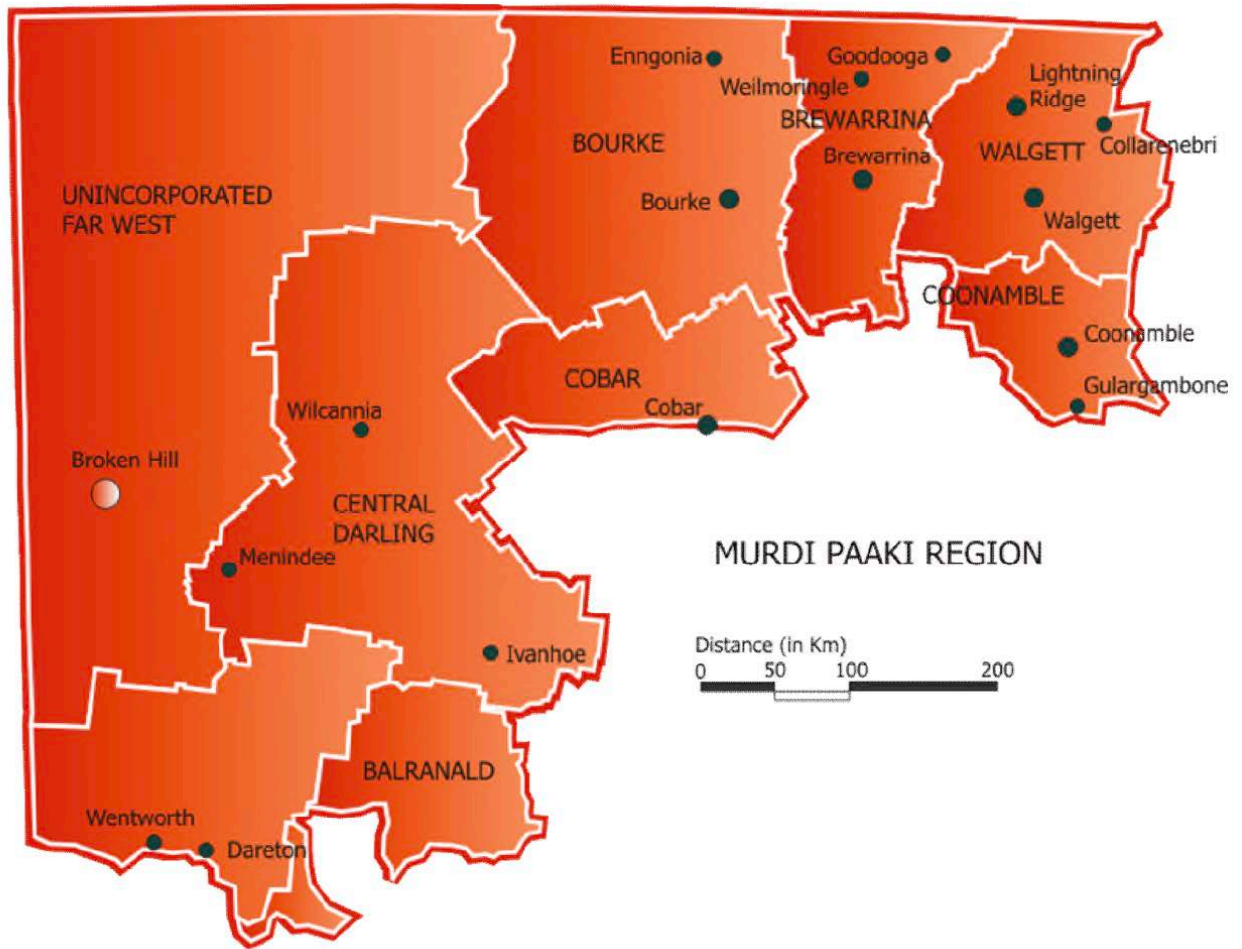 Enngonia
Goodooga
Weilmoringle
Lightning
Ridge
BREWARRINA
BOURKE
WALGETT
Collarenebri
Brewarrina
UNINCORPORATED
FAR WEST
Bourke
Walgett
COONAMBLE
Coonamble
COBAR
Gulargambone
Wilcannia
Cobar
Broken Hill
CENTRAL
DARLING
Menindee
MURDI PAAKI REGION
Distance (in Km)
0 50 100 200
Ivanhoe
BALRANALD
Wentworth
Dareton